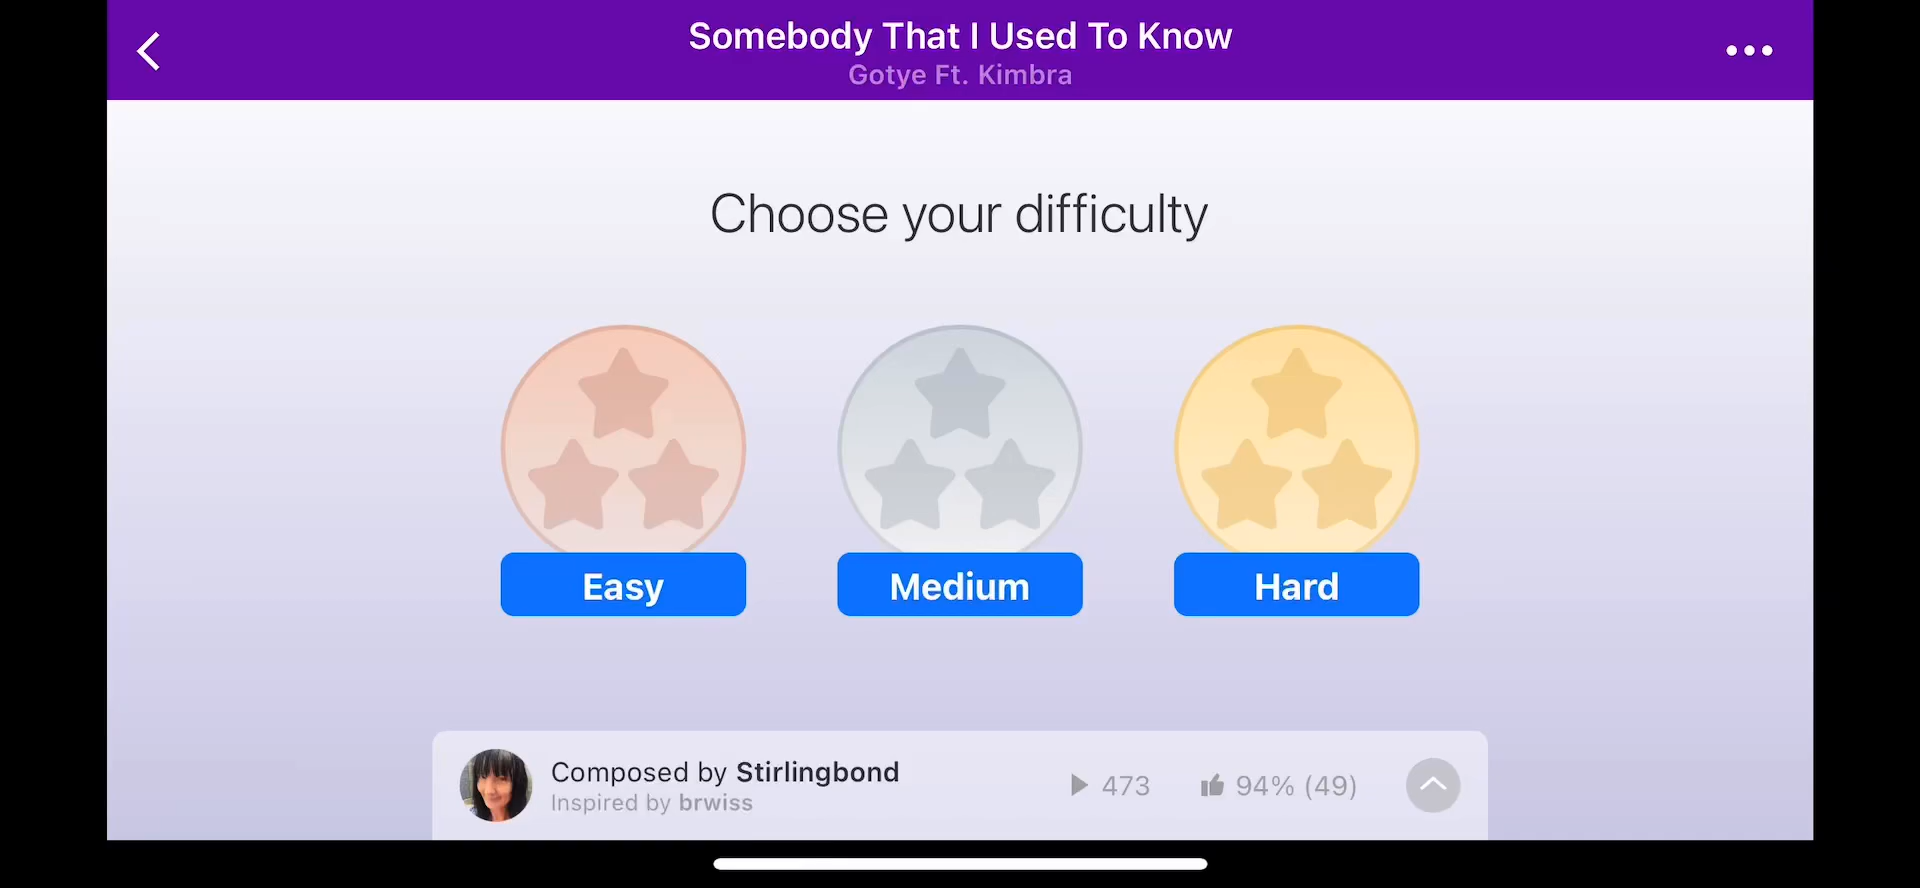 Somebody That I Used To Know
Gotye Ft. Kimbra
Choose your difficulty
Easy
Medium
Hard
Composed by Stirlingbond
Inspired by brwiss
473
94% (49)